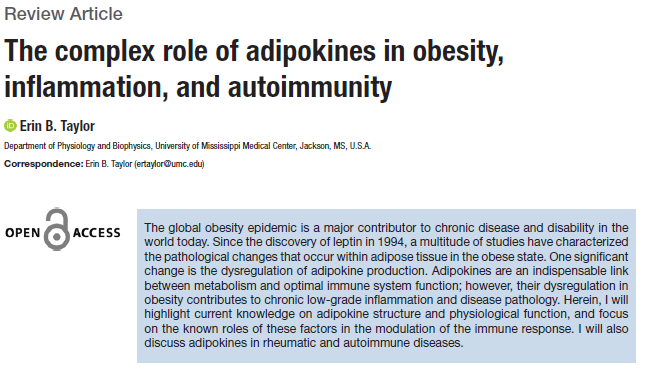 Review Article
The complex role of adipokines in obesity,
inflammation, and autoimmunity
iD Erin B. Taylor
Department of Physiology and Biophysics, University of Mississippi Medical Center, Jackson, MS, U.S.A.
Correspondence: Erin B. Taylor (ertaylor@umc.edu)
OPEN ACCESS
The global obesity epidemic is a major contributor to chronic disease and disability in the
world today. Since the discovery of leptin in 1994, a multitude of studies have characterized
the pathological changes that occur within adipose tissue in the obese state. One significant
change is the dysregulation of adipokine production. Adipokines are an indispensable link
between metabolism and optimal immune system function; however, their dysregulation in
obesity contributes to chronic low-grade inflammation and disease pathology. Herein, I will
highlight current knowledge on adipokine structure and physiological function, and focus
on the known roles of these factors in the modulation of the immune response. I will also
discuss adipokines in rheumatic and autoimmune diseases.